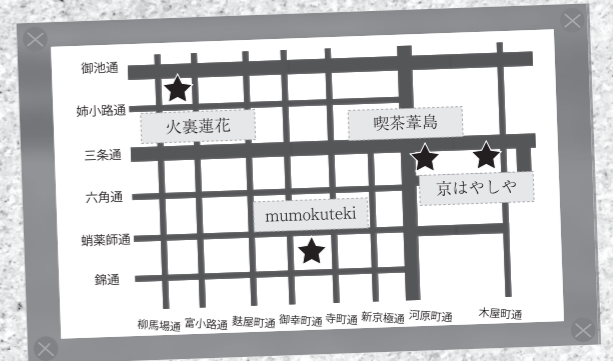 御池通
姉小路通
火裏蓮花
喫茶葦島
三条通
京はやしや
六角通
mumokuteki
蛸薬師通
錦通
柳馬場通
富小路通
麩屋町通
御幸町通
寺町通
新京極通
河原町通
木屋町通